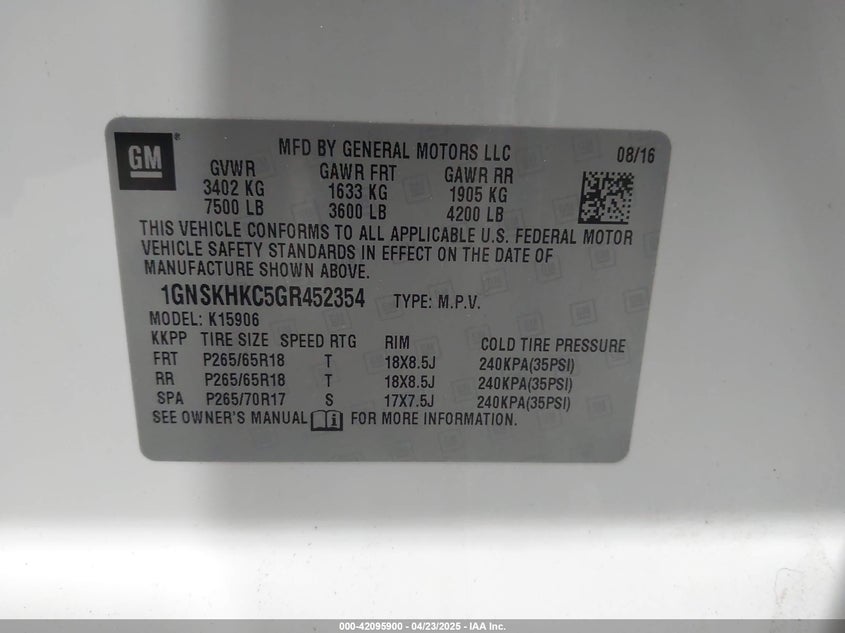 GM
MFD BY GENERAL MOTORS LLC 08/16
GVWR GAWR FRT GAWR RR
3402 KG 1633 KG 1905 KG
7500 LB 3600 LB 4200 LB
THIS VEHICLE CONFORMS TO ALL APPLICABLE U.S. FEDERAL MOTOR
VEHICLE SAFETY STANDARDS IN EFFECT ON THE DATE OF
MANUFACTURE SHOWN ABOVE.
1GNSKHKC5GR452354 TYPE: M.P.V.
MODEL: K15906
KKPP TIRE SIZE SPEED RTG RIM COLD TIRE PRESSURE
FRT P265/65R18 T 18X8.5J 240KPA(35PSI)
RR P265/65R18 T 18X8.5J 240KPA(35PSI)
SPA P265/70R17 S 17X7.5J 240KPA(35PSI)
SEE OWNER'S MANUAL FOR MORE INFORMATION.
000-42095900 - 04/23/2025 - IAA Inc.